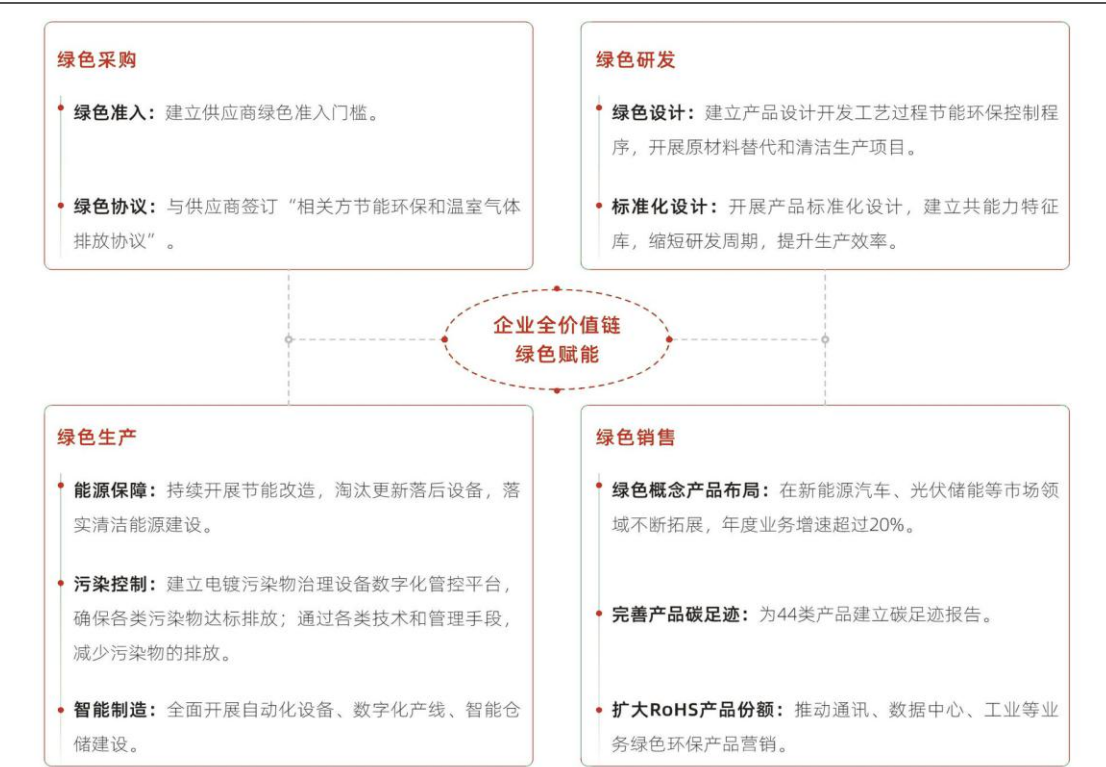 绿色采购
绿色准入：建立供应商绿色准入门槛。
绿色协议：与供应商签订“相关方节能环保和温室气体
排放协议”。
绿色研发
绿色设计：建立产品设计开发工艺过程节能环保控制程
序，开展原材料替代和清洁生产项目。
标准化设计：开展产品标准化设计，建立共能力特征
库，缩短研发周期，提升生产效率。
企业全价值链
绿色赋能
绿色生产
能源保障：持续开展节能改造，淘汰更新落后设备，落
实清洁能源建设。
污染控制：建立电镀污染物治理设备数字化管控平台，
确保各类污染物达标排放；通过各类技术和管理手段，
减少污染物的排放。
智能制造：全面开展自动化设备、数字化产线、智能仓
储建设。
绿色销售
绿色概念产品布局：在新能源汽车、光伏储能等市场领
域不断拓展，年度业务增速超过20%。
完善产品碳足迹：为44类产品建立碳足迹报告。
扩大RoHS产品份额：推动通讯、数据中心、工业等业
务绿色环保产品营销。